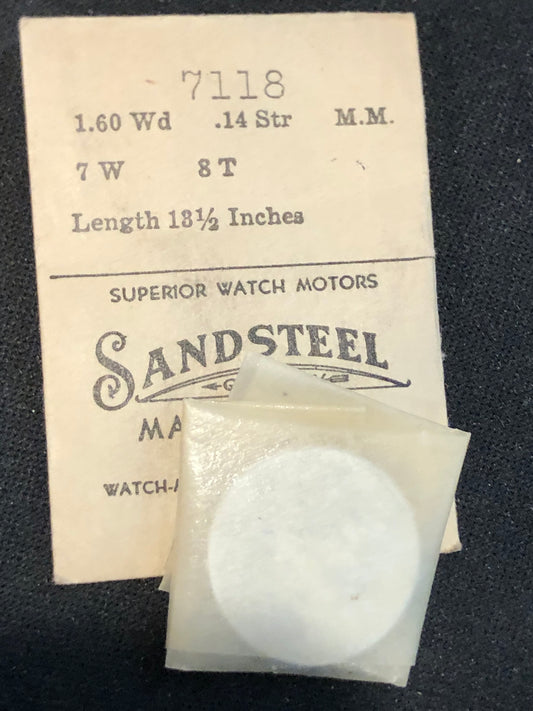 7118
1.60 Wd .14 Str M.M.
7 W 8 T
Length 13½ Inches
SUPERIOR WATCH MOTORS
SANDSTEEL